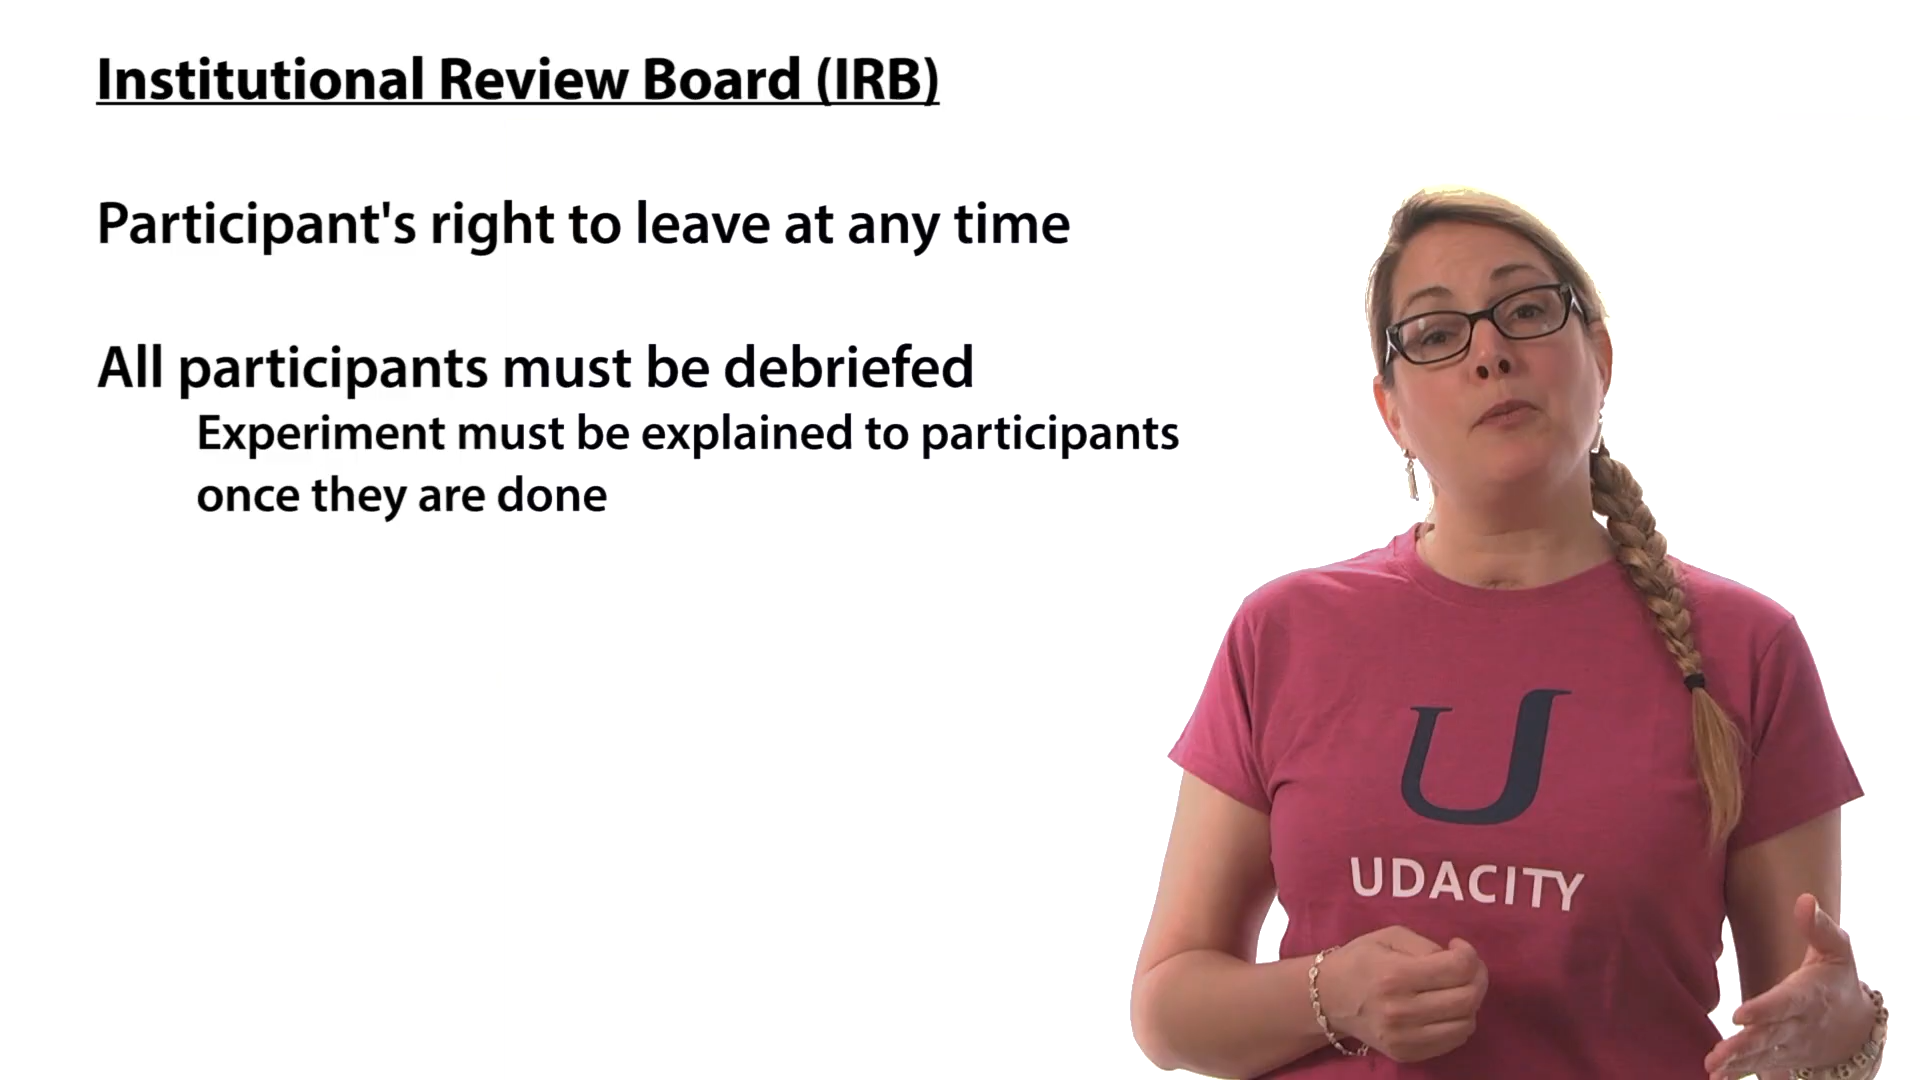 Institutional Review Board (IRB)
Participant's right to leave at any time
All participants must be debriefed
Experiment must be explained to participants
once they are done
U
UDACITY